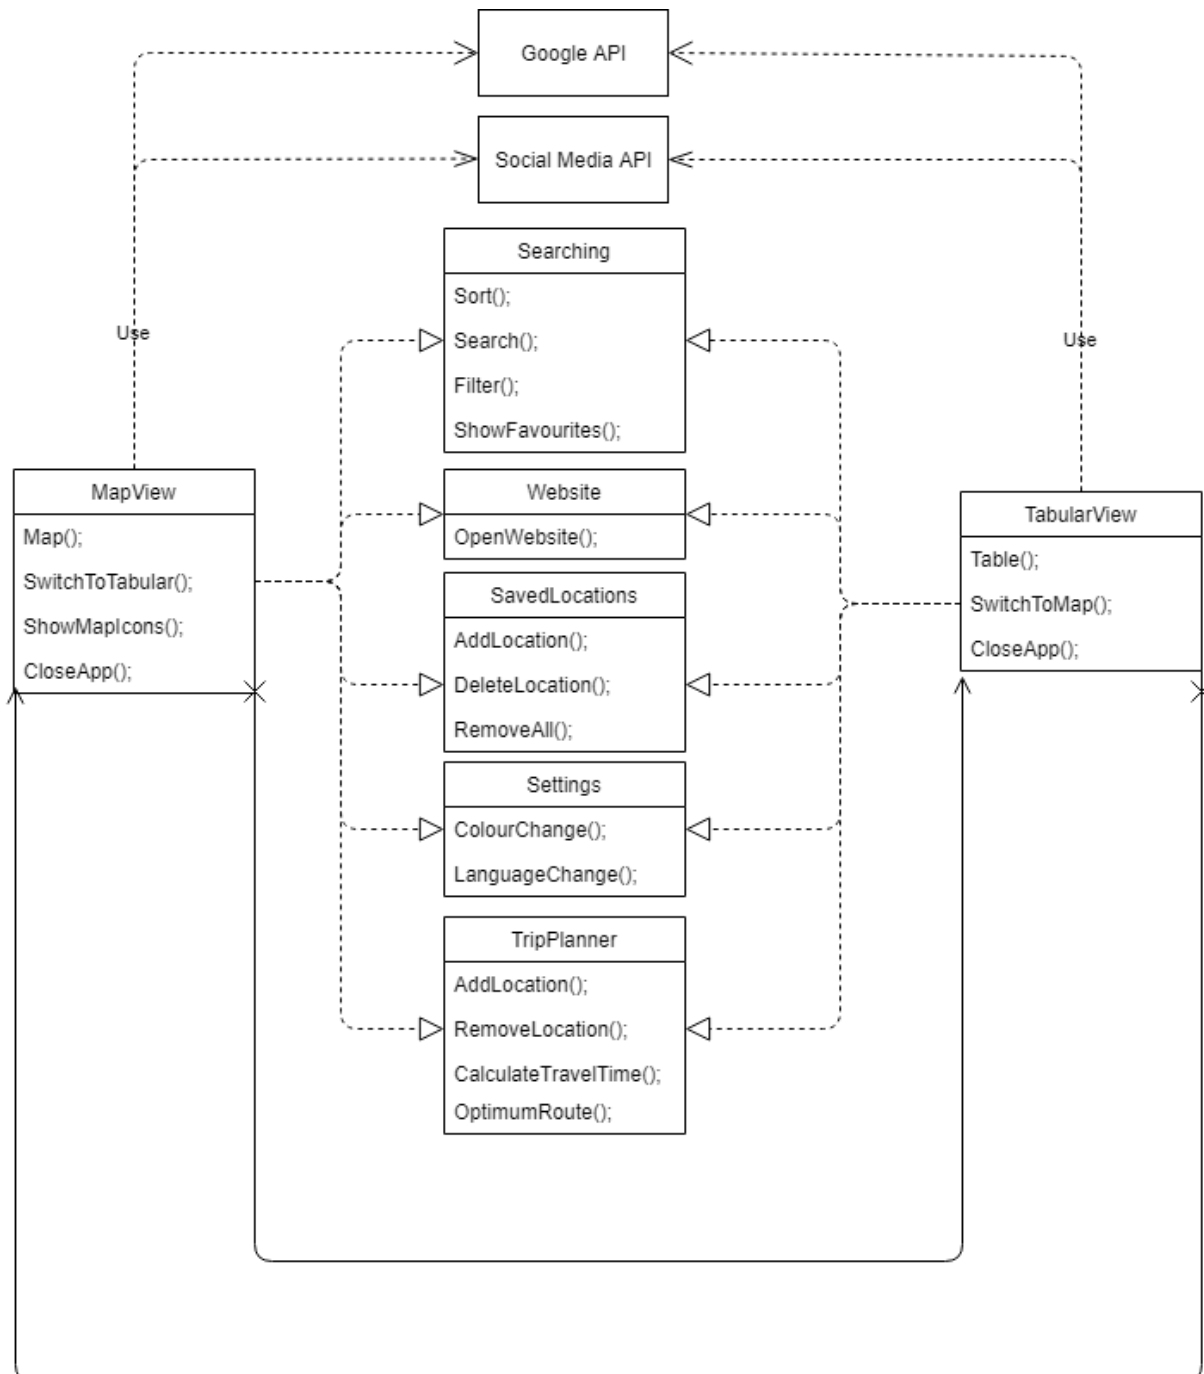 Google API
Social Media API
Searching
Sort();
Search();
Filter();
ShowFavourites();
Use
Use
MapView
Map();
SwitchToTabular();
ShowMapIcons();
CloseApp();
Website
OpenWebsite();
SavedLocations
AddLocation();
DeleteLocation();
RemoveAll();
Settings
ColourChange();
LanguageChange();
TripPlanner
AddLocation();
RemoveLocation();
CalculateTravelTime();
OptimumRoute();
TabularView
Table();
SwitchToMap();
CloseApp();